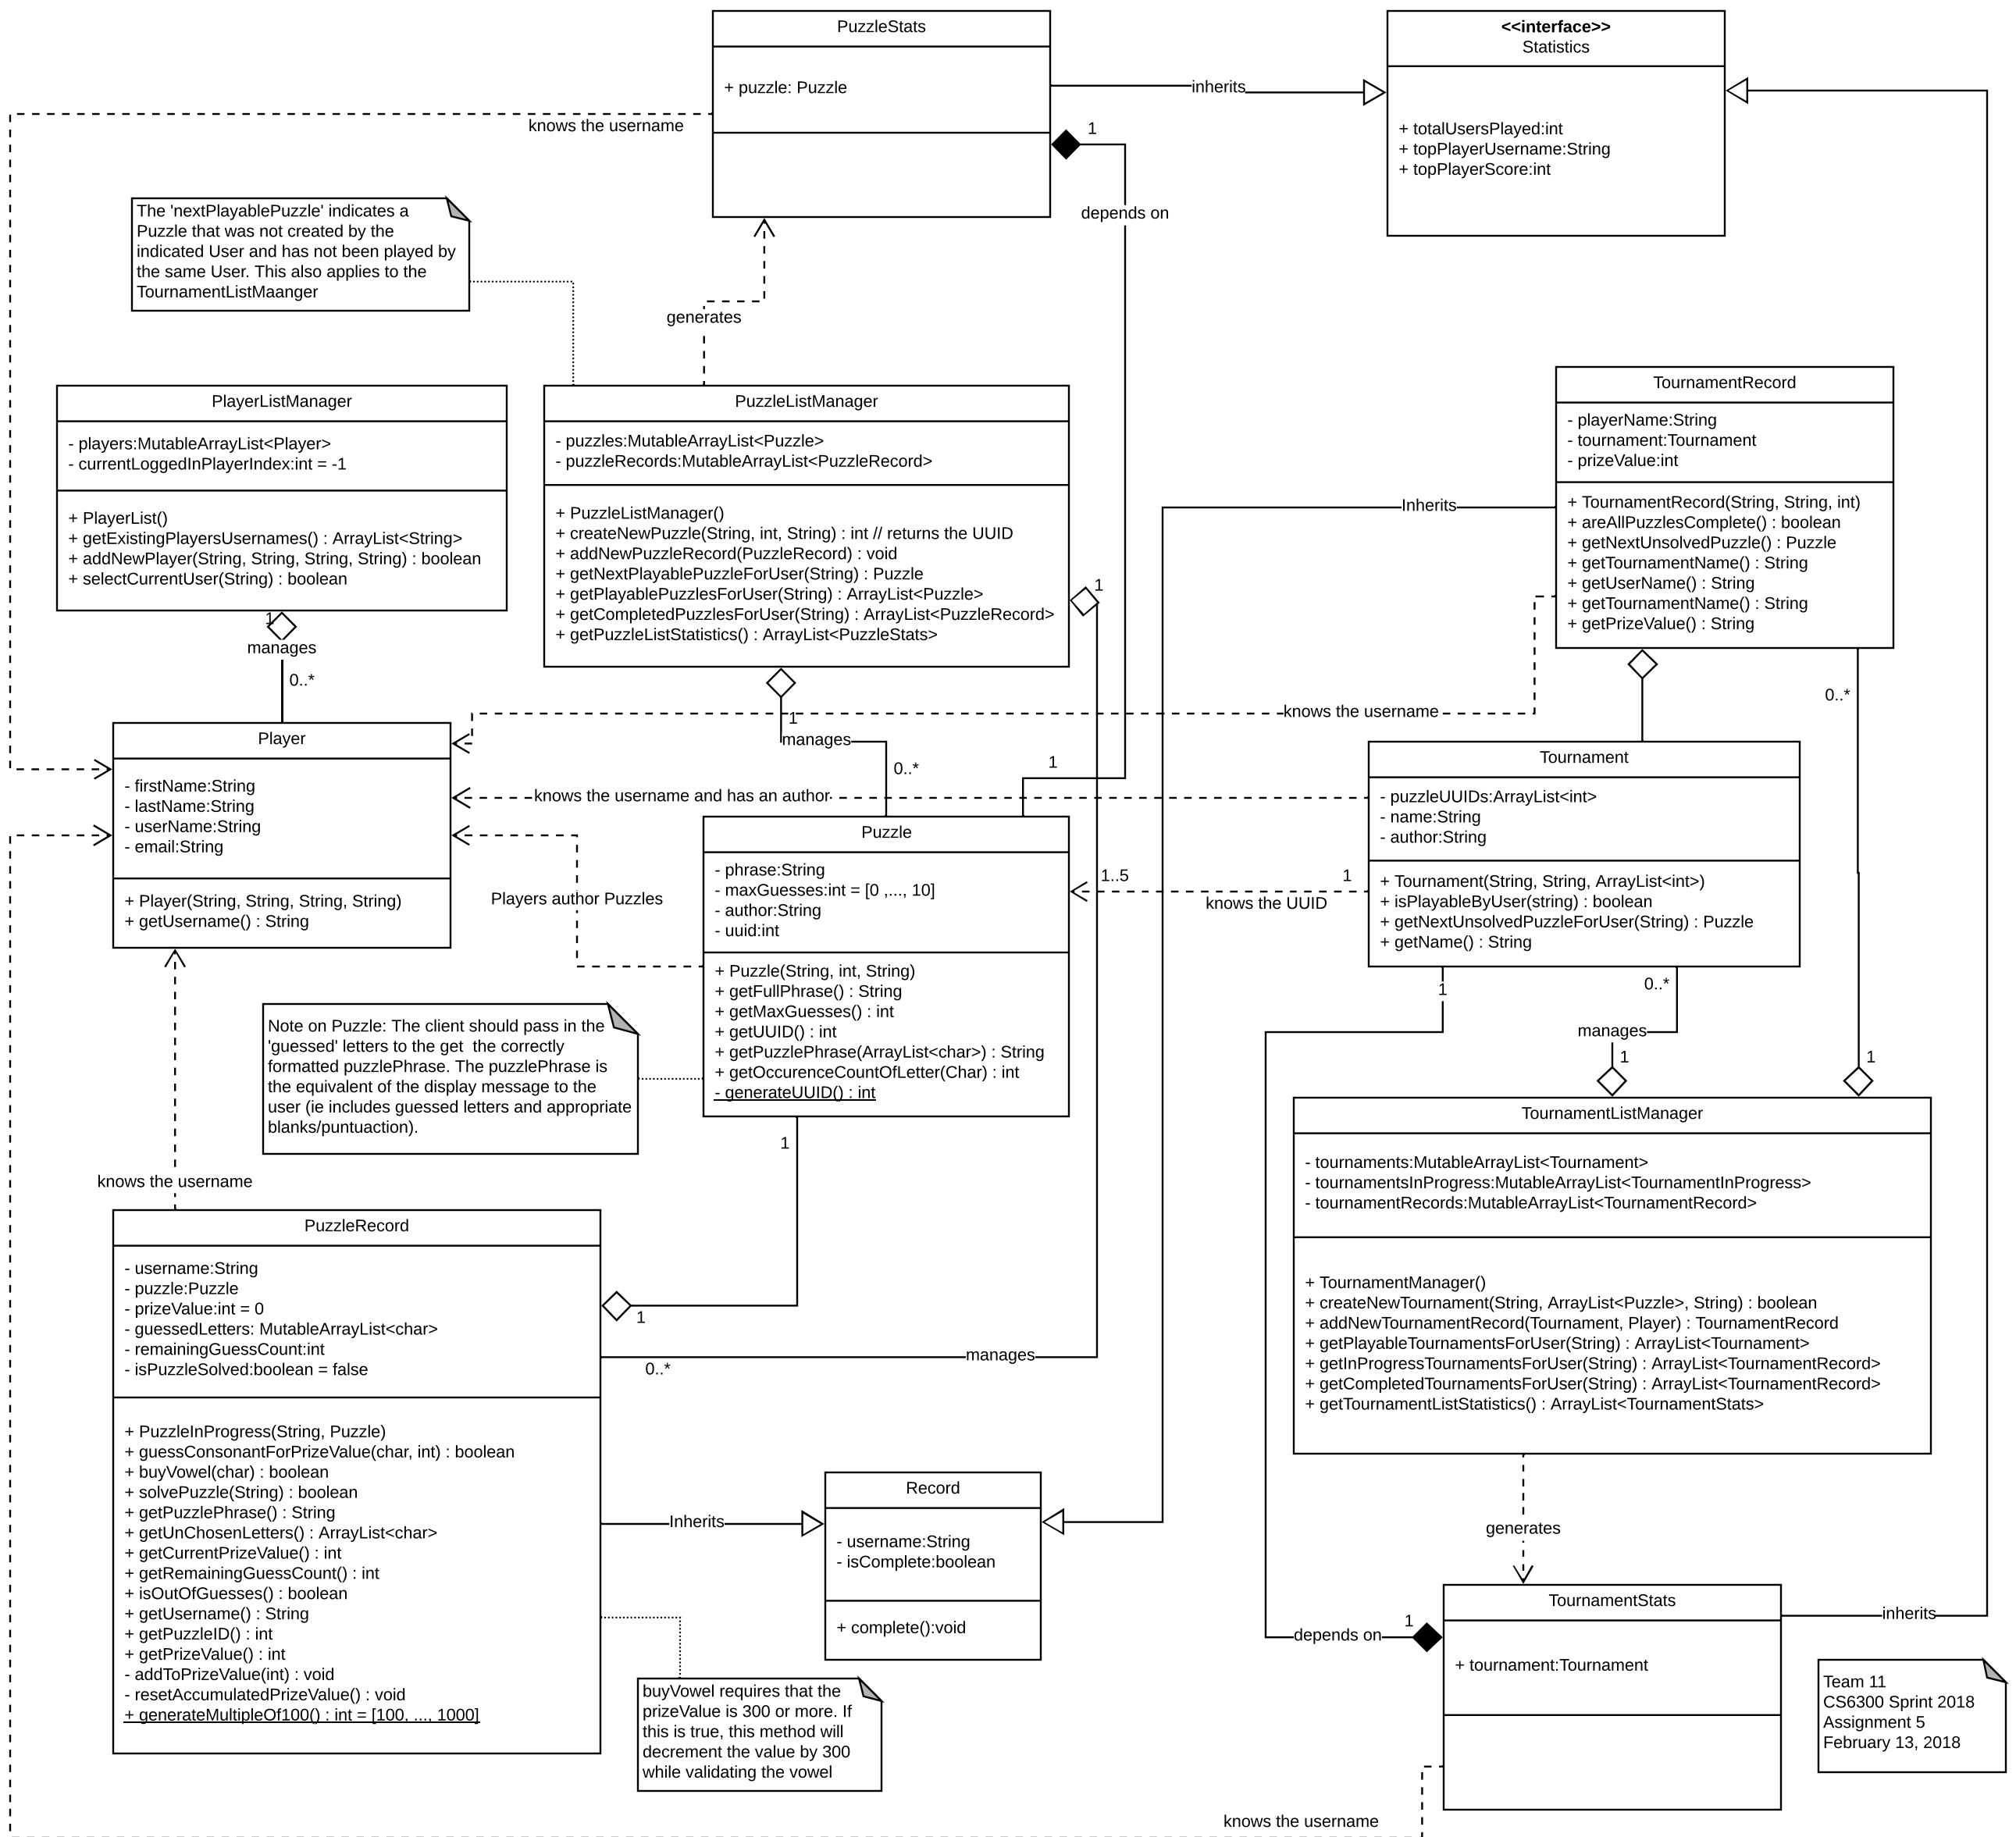 PuzzleStats
+ puzzle: Puzzle
<<interface>>
Statistics
+ totalUsersPlayed:int
+ topPlayerUsername:String
+ topPlayerScore:int
inherits
knows the username
1
depends on
The 'nextPlayablePuzzle' indicates a
Puzzle that was not created by the
indicated User and has not been played by
the same User. This also applies to the
TournamentListMaanger
generates
PlayerListManager
- players:MutableArrayList<Player>
- currentLoggedInPlayerIndex:int = -1
+ PlayerList()
+ getExistingPlayersUsernames() : ArrayList<String>
+ addNewPlayer(String, String, String, String) : boolean
+ selectCurrentUser(String) : boolean
1
manages
0..*
PuzzleListManager
- puzzles:MutableArrayList<Puzzle>
- puzzleRecords:MutableArrayList<PuzzleRecord>
+ PuzzleListManager()
+ createNewPuzzle(String, int, String) : int // returns the UUID
+ addNewPuzzleRecord(PuzzleRecord) : void
+ getNextPlayablePuzzleForUser(String) : Puzzle
+ getPlayablePuzzlesForUser(String) : ArrayList<Puzzle>
+ getCompletedPuzzlesForUser(String) : ArrayList<PuzzleRecord>
+ getPuzzleListStatistics() : ArrayList<PuzzleStats>
1
1
manages
0..*
1
TournamentRecord
- playerName:String
- tournament:Tournament
- prizeValue:int
+ TournamentRecord(String, String, int)
+ areAllPuzzlesComplete() : boolean
+ getNextUnsolvedPuzzle() : Puzzle
+ getTournamentName() : String
+ getUserName() : String
+ getTournamentName() : String
+ getPrizeValue() : String
Inherits
knows the username
0..*
Player
- firstName:String
- lastName:String
- userName:String
- email:String
+ Player(String, String, String, String)
+ getUsername() : String
knows the username and has an author
Players author Puzzles
Puzzle
- phrase:String
- maxGuesses:int = [0 ,..., 10]
- author:String
- uuid:int
+ Puzzle(String, int, String)
+ getFullPhrase() : String
+ getMaxGuesses() : int
+ getUUID() : int
+ getPuzzlePhrase(ArrayList<char>) : String
+ getOccurenceCountOfLetter(Char) : int
- generateUUID() : int
1..5
1
knows the UUID
Tournament
- puzzleUUIDs:ArrayList<int>
- name:String
- author:String
+ Tournament(String, String, ArrayList<int>)
+ isPlayableByUser(string) : boolean
+ getNextUnsolvedPuzzleForUser(String) : Puzzle
+ getName() : String
1
0..*
manages
1
1
Note on Puzzle: The client should pass in the
'guessed' letters to the get  the correctly
formatted puzzlePhrase. The puzzlePhrase is
the equivalent of the display message to the
user (ie includes guessed letters and appropriate
blanks/puntuaction).
1
knows the username
TournamentListManager
- tournaments:MutableArrayList<Tournament>
- tournamentsInProgress:MutableArrayList<TournamentInProgress>
- tournamentRecords:MutableArrayList<TournamentRecord>
+ TournamentManager()
+ createNewTournament(String, ArrayList<Puzzle>, String) : boolean
+ addNewTournamentRecord(Tournament, Player) : TournamentRecord
+ getPlayableTournamentsForUser(String) : ArrayList<Tournament>
+ getInProgressTournamentsForUser(String) : ArrayList<TournamentRecord>
+ getCompletedTournamentsForUser(String) : ArrayList<TournamentRecord>
+ getTournamentListStatistics() : ArrayList<TournamentStats>
PuzzleRecord
- username:String
- puzzle:Puzzle
- prizeValue:int = 0
- guessedLetters: MutableArrayList<char>
- remainingGuessCount:int
- isPuzzleSolved:boolean = false
+ PuzzleInProgress(String, Puzzle)
+ guessConsonantForPrizeValue(char, int) : boolean
+ buyVowel(char) : boolean
+ solvePuzzle(String) : boolean
+ getPuzzlePhrase() : String
+ getUnChosenLetters() : ArrayList<char>
+ getCurrentPrizeValue() : int
+ getRemainingGuessCount() : int
+ isOutOfGuesses() : boolean
+ getUsername() : String
+ getPuzzleID() : int
+ getPrizeValue() : int
- addToPrizeValue(int) : void
- resetAccumulatedPrizeValue() : void
+ generateMultipleOf100() : int = [100, ..., 1000]
1
0..*
manages
Inherits
Record
- username:String
- isComplete:boolean
+ complete():void
buyVowel requires that the
prizeValue is 300 or more. If
this is true, this method will
decrement the value by 300
while validating the vowel
generates
1
depends on
TournamentStats
+ tournament:Tournament
inherits
Team 11
CS6300 Sprint 2018
Assignment 5
February 13, 2018
knows the username